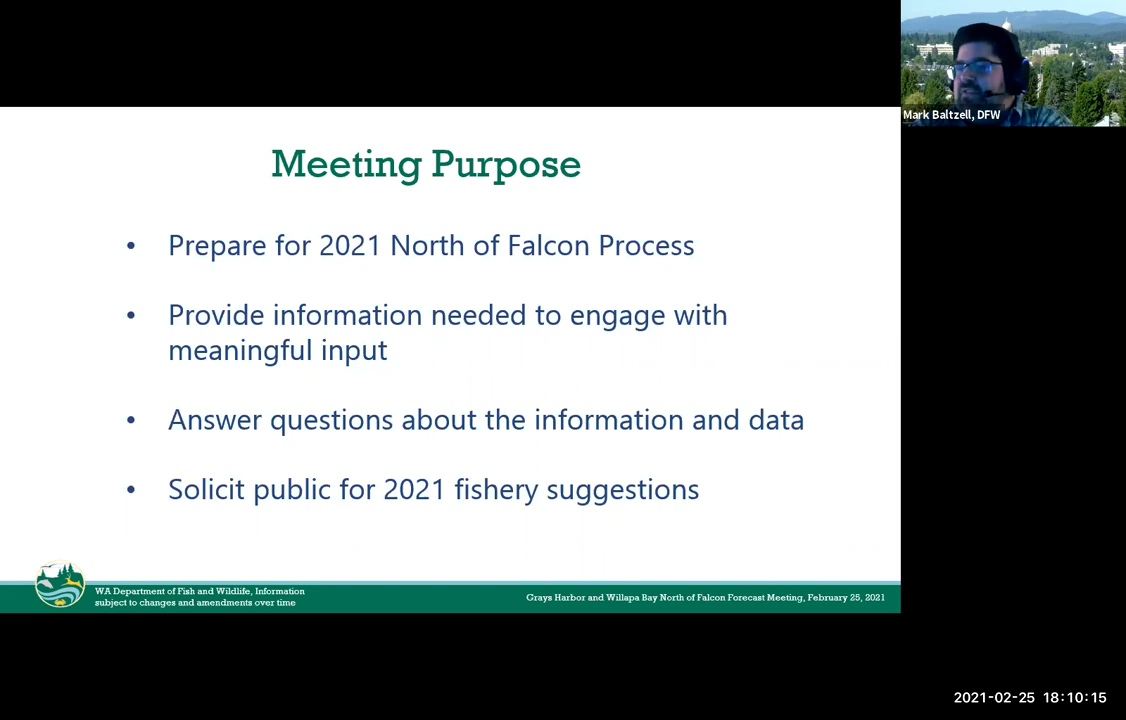 Mark Baltzell, DFW
Meeting Purpose
• Prepare for 2021 North of Falcon Process
• Provide information needed to engage with
meaningful input
• Answer questions about the information and data
• Solicit public for 2021 fishery suggestions
WA Department of Fish and Wildlife, Information
subject to changes and amendments over time
Grays Harbor and Willapa Bay North of Falcon Forecast Meeting, February 25, 2021
2021-02-25 18:10:15